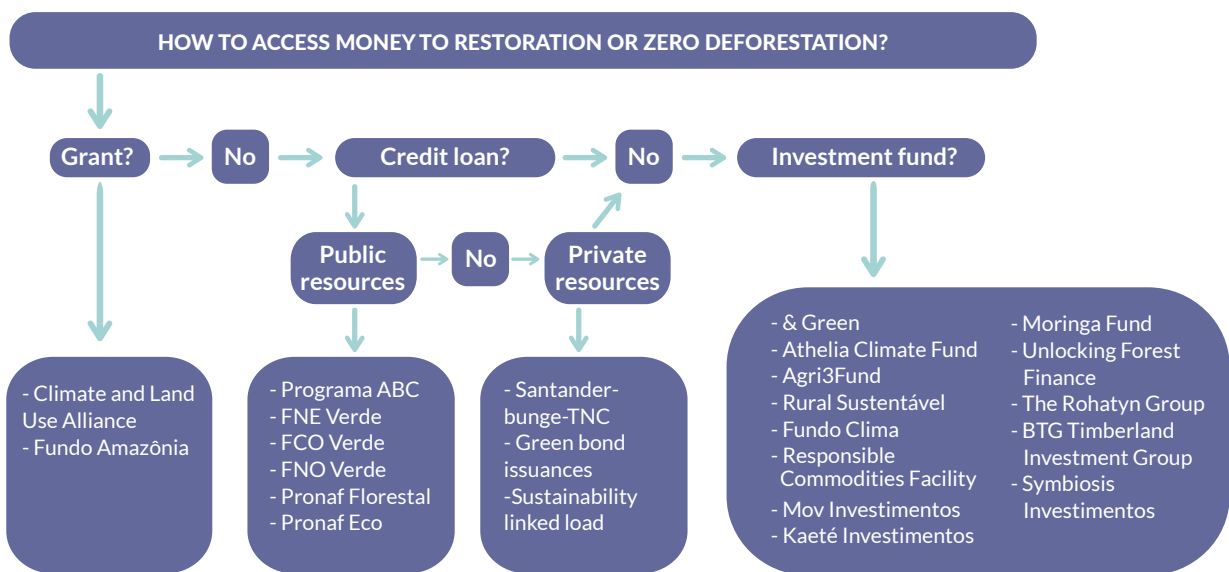 HOW TO ACCESS MONEY TO RESTORATION OR ZERO DEFORESTATION?
Grant?
No
Credit loan?
No
Investment fund?
Public
resources
No
Private
resources
- Climate and Land
Use Alliance
- Fundo Amazônia
- Programa ABC
- FNE Verde
- FCO Verde
- FNO Verde
- Pronaf Florestal
- Pronaf Eco
- Santander-
bunge-TNC
- Green bond
issuances
-Sustainability
linked load
- & Green
- Athelia Climate Fund
- Agri3Fund
- Rural Sustentável
- Fundo Clima
- Responsible
Commodities Facility
- Mov Investimentos
- Kaeté Investimentos
- Moringa Fund
- Unlocking Forest
Finance
- The Rohatyn Group
- BTG Timberland
Investment Group
- Symbiosis
Investimentos